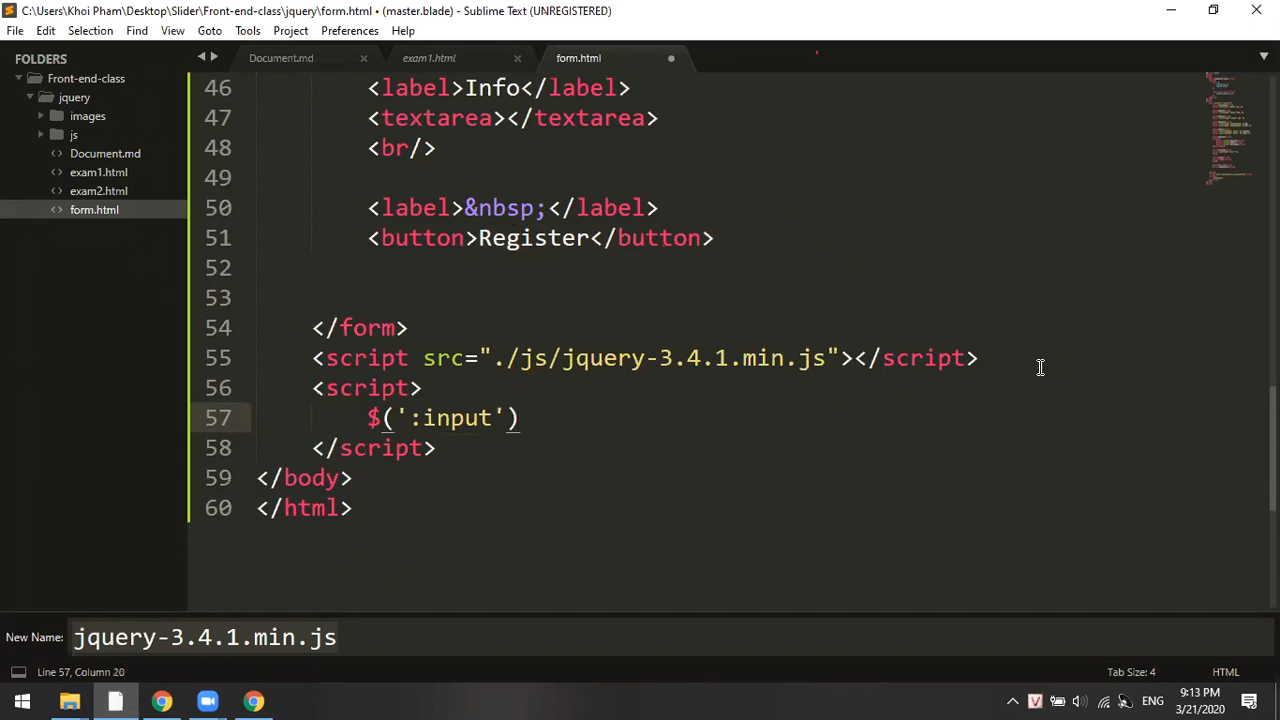 C:\Users\Khoi Pham\Desktop\Slider\Front-end-class\jquery\form.html • (master.blade) - Sublime Text (UNREGISTERED)
File Edit Selection Find View Goto Tools Project Preferences Help
FOLDERS
Front-end-class
jquery
images
js
Document.md
exam1.html
exam2.html
form.html
Document.md exam1.html form.html
46 <label>Info</label>
47 <textarea></textarea>
48 <br/>
49
50 <label>&nbsp;</label>
51 <button>Register</button>
52
53
54 </form>
55 <script src="./js/jquery-3.4.1.min.js"></script>
56 <script>
57 $(':input')
58 </script>
59 </body>
60 </html>
New Name: jquery-3.4.1.min.js
Line 57, Column 20 Tab Size: 4 HTML
V ENG 9:13 PM
3/21/2020